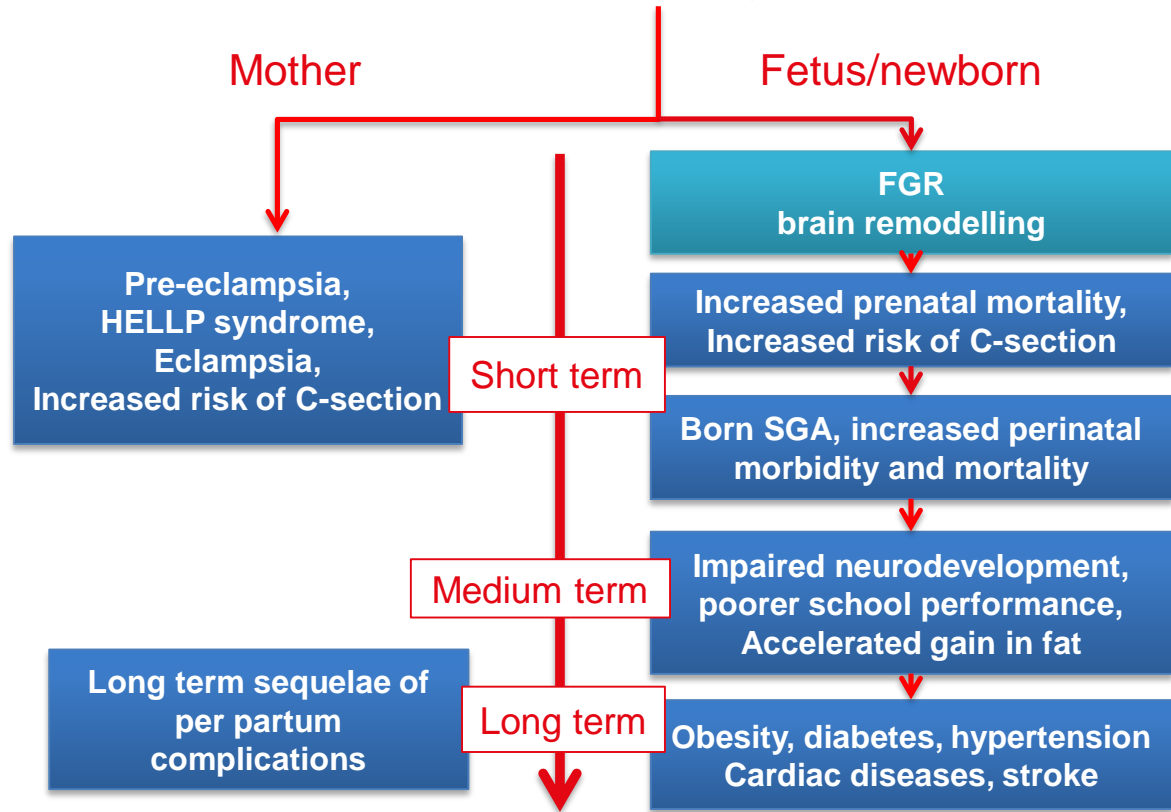 Mother
Fetus/newborn
FGR
brain remodelling
Pre-eclampsia,
HELLP syndrome,
Eclampsia,
Increased risk of C-section
Increased prenatal mortality,
Increased risk of C-section
Short term
Born SGA, increased perinatal
morbidity and mortality
Medium term
Impaired neurodevelopment,
poorer school performance,
Accelerated gain in fat
Long term sequelae of
per partum
complications
Long term
Obesity, diabetes, hypertension
Cardiac diseases, stroke